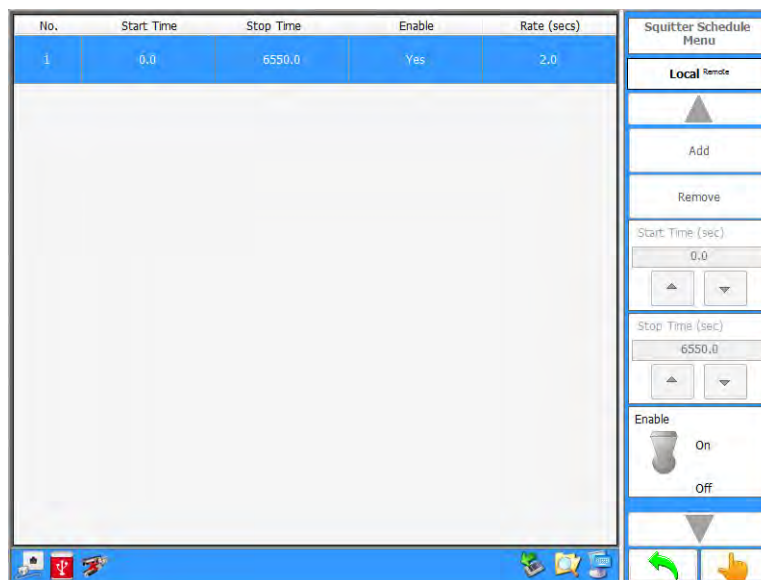 No. Start Time Stop Time Enable Rate (secs)
1 0.0 6550.0 Yes 2.0
Squitter Schedule
Menu
Local Remote
Add
Remove
Start Time (sec)
0.0
Stop Time (sec)
6550.0
Enable
On
Off